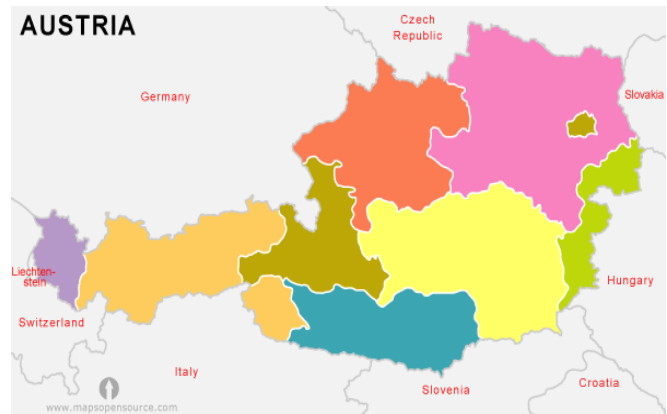 AUSTRIA
Czech
Republic
Germany
Slovakia
Liechten-
stein
Switzerland
Hungary
Italy
Slovenia
Croatia
www.mapsopensource.com